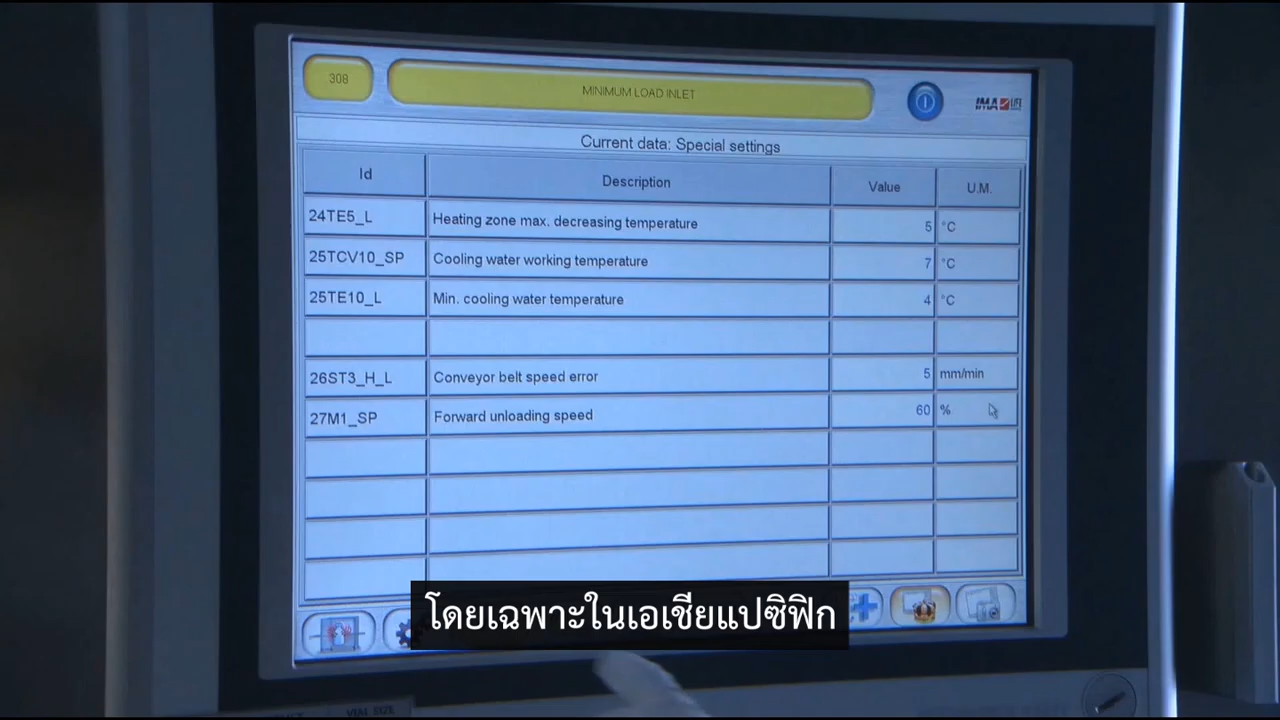 308
MINIMUM LOAD INLET
IMA LIFE
Current data: Special settings
Id Description Value U.M.
24TE5_L Heating zone max. decreasing temperature 5 °C
25TCV10_SP Cooling water working temperature 7 °C
25TE10_L Min. cooling water temperature 4 °C
26ST3_H_L Conveyor belt speed error 5 mm/min
27M1_SP Forward unloading speed 60 %
โดยเฉพาะในเอเชียแปซิฟิก
VIAL SIZE